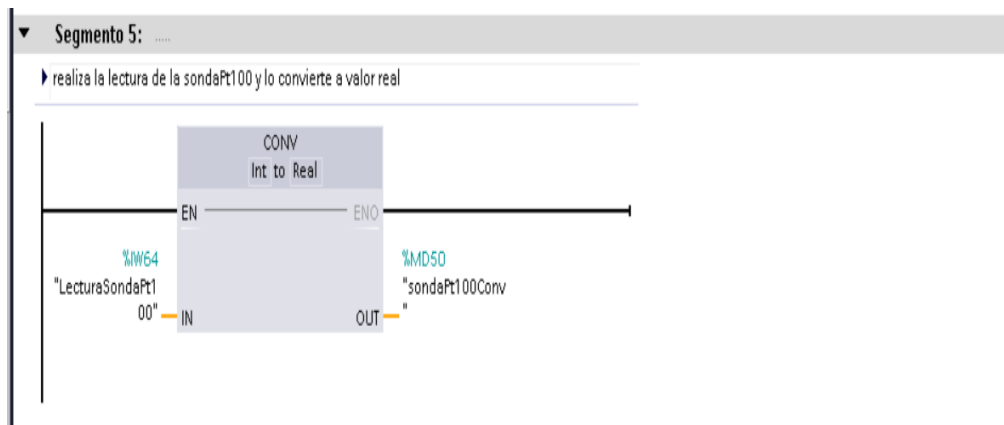 Segmento 5: .....
realiza la lectura de la sondaPt100 y lo convierte a valor real
CONV
Int to Real
EN ENO
%IW64
"LecturaSondaPt1
00"
IN
%MD50
"sondaPt100Conv
"
OUT